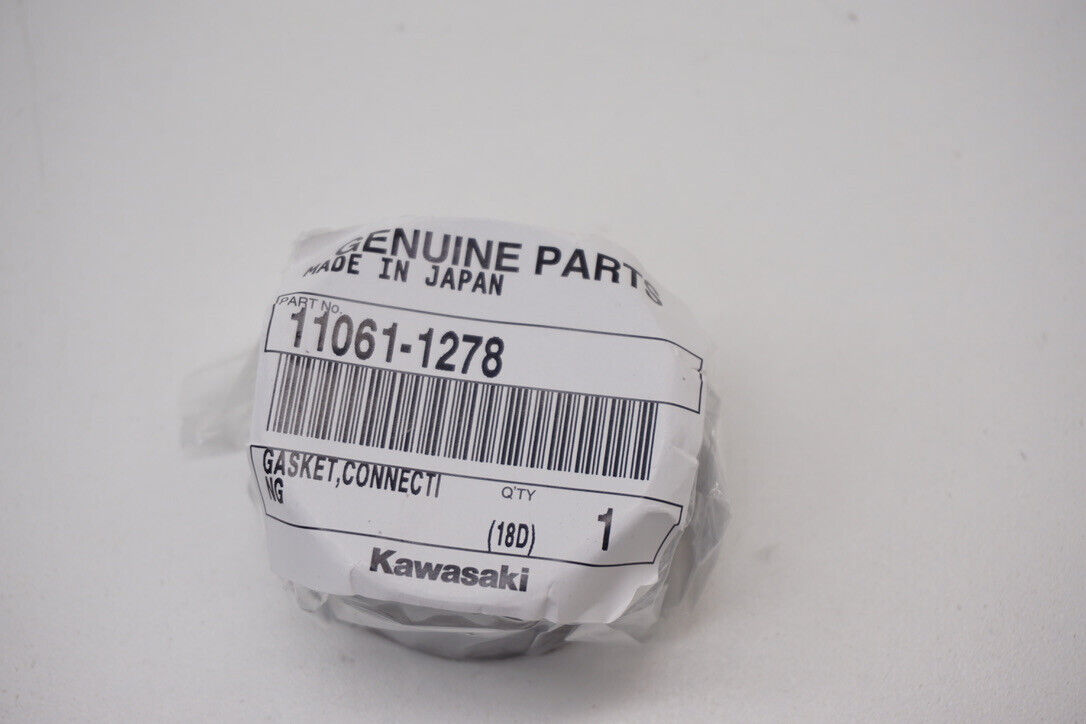 GENUINE PARTS
MADE IN JAPAN
PART No.
11061-1278
GASKET,CONNECTI
NG
Q'TY
(18D)
1
Kawasaki